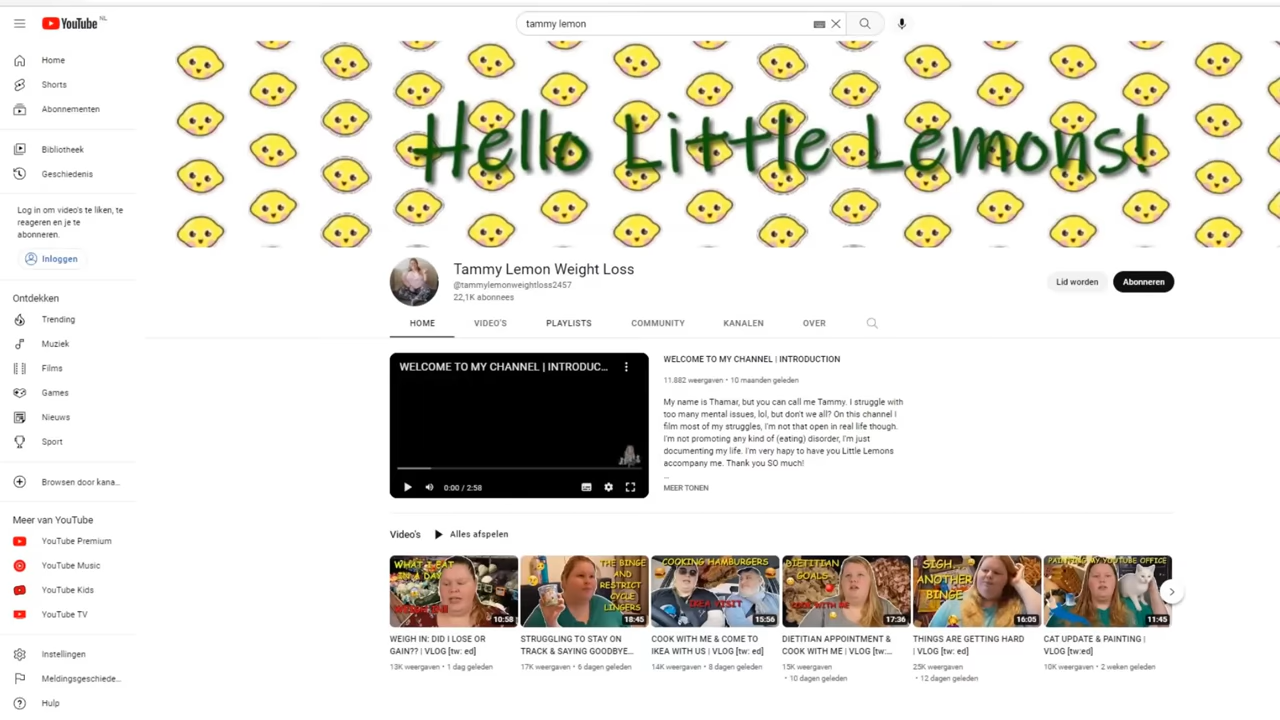 YouTube NL
tammy lemon
Home
Shorts
Abonnementen
Bibliotheek
Geschiedenis
Log in om video's te liken, te
reageren en je te
abonneren.
Inloggen
Ontdekken
Trending
Muziek
Films
Games
Nieuws
Sport
Browsen door kana...
Meer van YouTube
YouTube Premium
YouTube Music
YouTube Kids
YouTube TV
Instellingen
Meldingsgeschiede...
Hulp
Hello Little Lemons!
Tammy Lemon Weight Loss
@tammylemonweightloss2457
22,1K abonnees
Lid worden
Abonneren
HOME VIDEO'S PLAYLISTS COMMUNITY KANALEN OVER
WELCOME TO MY CHANNEL | INTRODUC...
0:00 / 2:58
WELCOME TO MY CHANNEL | INTRODUCTION
11.882 weergaven • 10 maanden geleden
My name is Thamar, but you can call me Tammy. I struggle with
too many mental issues, lol, but don't we all? On this channel I
film most of my struggles, I'm not that open in real life though.
I'm not promoting any kind of (eating) disorder, I'm just
documenting my life. I'm very hapy to have you Little Lemons
accompany me. Thank you SO much!
...
MEER TONEN
Video's
Alles afspelen
WHAT I EAT
IN A DAY
10:58
WEIGH IN: DID I LOSE OR
GAIN?? | VLOG [tw: ed]
13K weergaven • 1 dag geleden
THE BINGE
AND
RESTRICT
CYCLE
LINGERS
18:45
STRUGGLING TO STAY ON
TRACK & SAYING GOODBYE...
17K weergaven • 6 dagen geleden
COOKING HAMBURGERS
IKEA VISIT
15:56
COOK WITH ME & COME TO
IKEA WITH US | VLOG [tw: ed]
14K weergaven • 8 dagen geleden
DIETITIAN
GOALS
COOK WITH ME
17:36
DIETITIAN APPOINTMENT &
COOK WITH ME | VLOG [tw:...
15K weergaven
• 10 dagen geleden
SIGH..
ANOTHER
BINGE
16:05
THINGS ARE GETTING HARD
| VLOG [tw: ed]
25K weergaven
• 12 dagen geleden
PAINTING MY YOUTUBE OFFICE
11:45
CAT UPDATE & PAINTING |
VLOG [tw:ed]
10K weergaven • 2 weken geleden